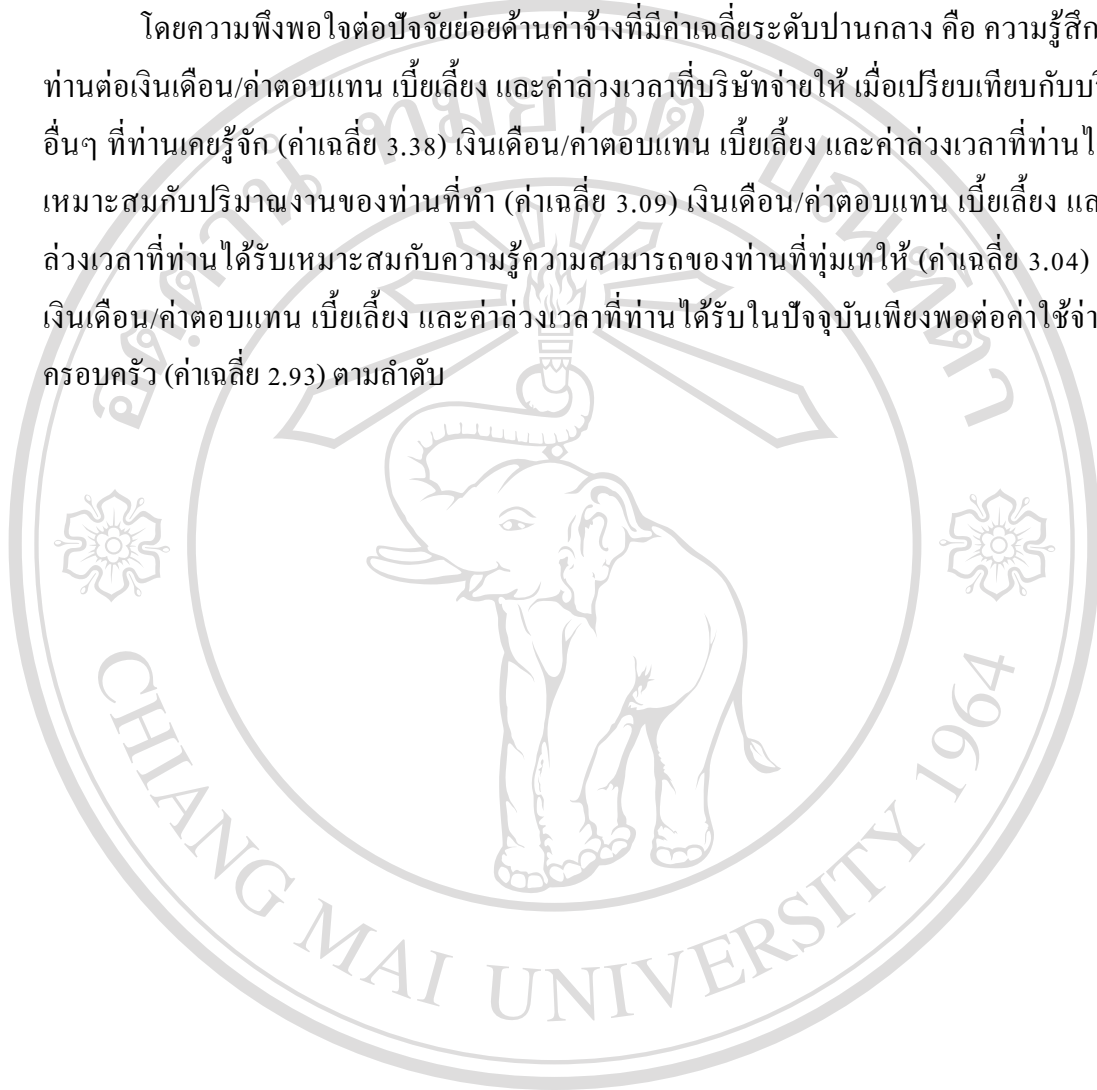 โดยความพึงพอใจต่อปัจจัยย่อยด้านค่าจ้างที่มีค่าเฉลี่ยระดับปานกลาง คือ ความรู้สึก
ท่านต่อเงินเดือน/ค่าตอบแทน เบี้ยเลี้ยง และค่าล่วงเวลาที่บริษัทจ่ายให้ เมื่อเปรียบเทียบกับ
อื่นๆ ที่ท่านเคยรู้จัก (ค่าเฉลี่ย 3.38) เงินเดือน/ค่าตอบแทน เบี้ยเลี้ยง และค่าล่วงเวลาที่ท่าน
เหมาะสมกับปริมาณงานของท่านที่ทำ (ค่าเฉลี่ย 3.09) เงินเดือน/ค่าตอบแทน เบี้ยเลี้ยง
ล่วงเวลาที่ท่านได้รับเหมาะสมกับความรู้ความสามารถของท่านที่ทุ่มเทให้ (ค่าเฉลี่ย 3.04)
เงินเดือน/ค่าตอบแทน เบี้ยเลี้ยง และค่าล่วงเวลาที่ท่านได้รับในปัจจุบันเพียงพอต่อ
ครอบครัว (ค่าเฉลี่ย 2.93) ตามลำดับ
อตฺตานํ ทมยนฺติ ปณฺฑิตา
CHIANG MAI UNIVERSITY 1964